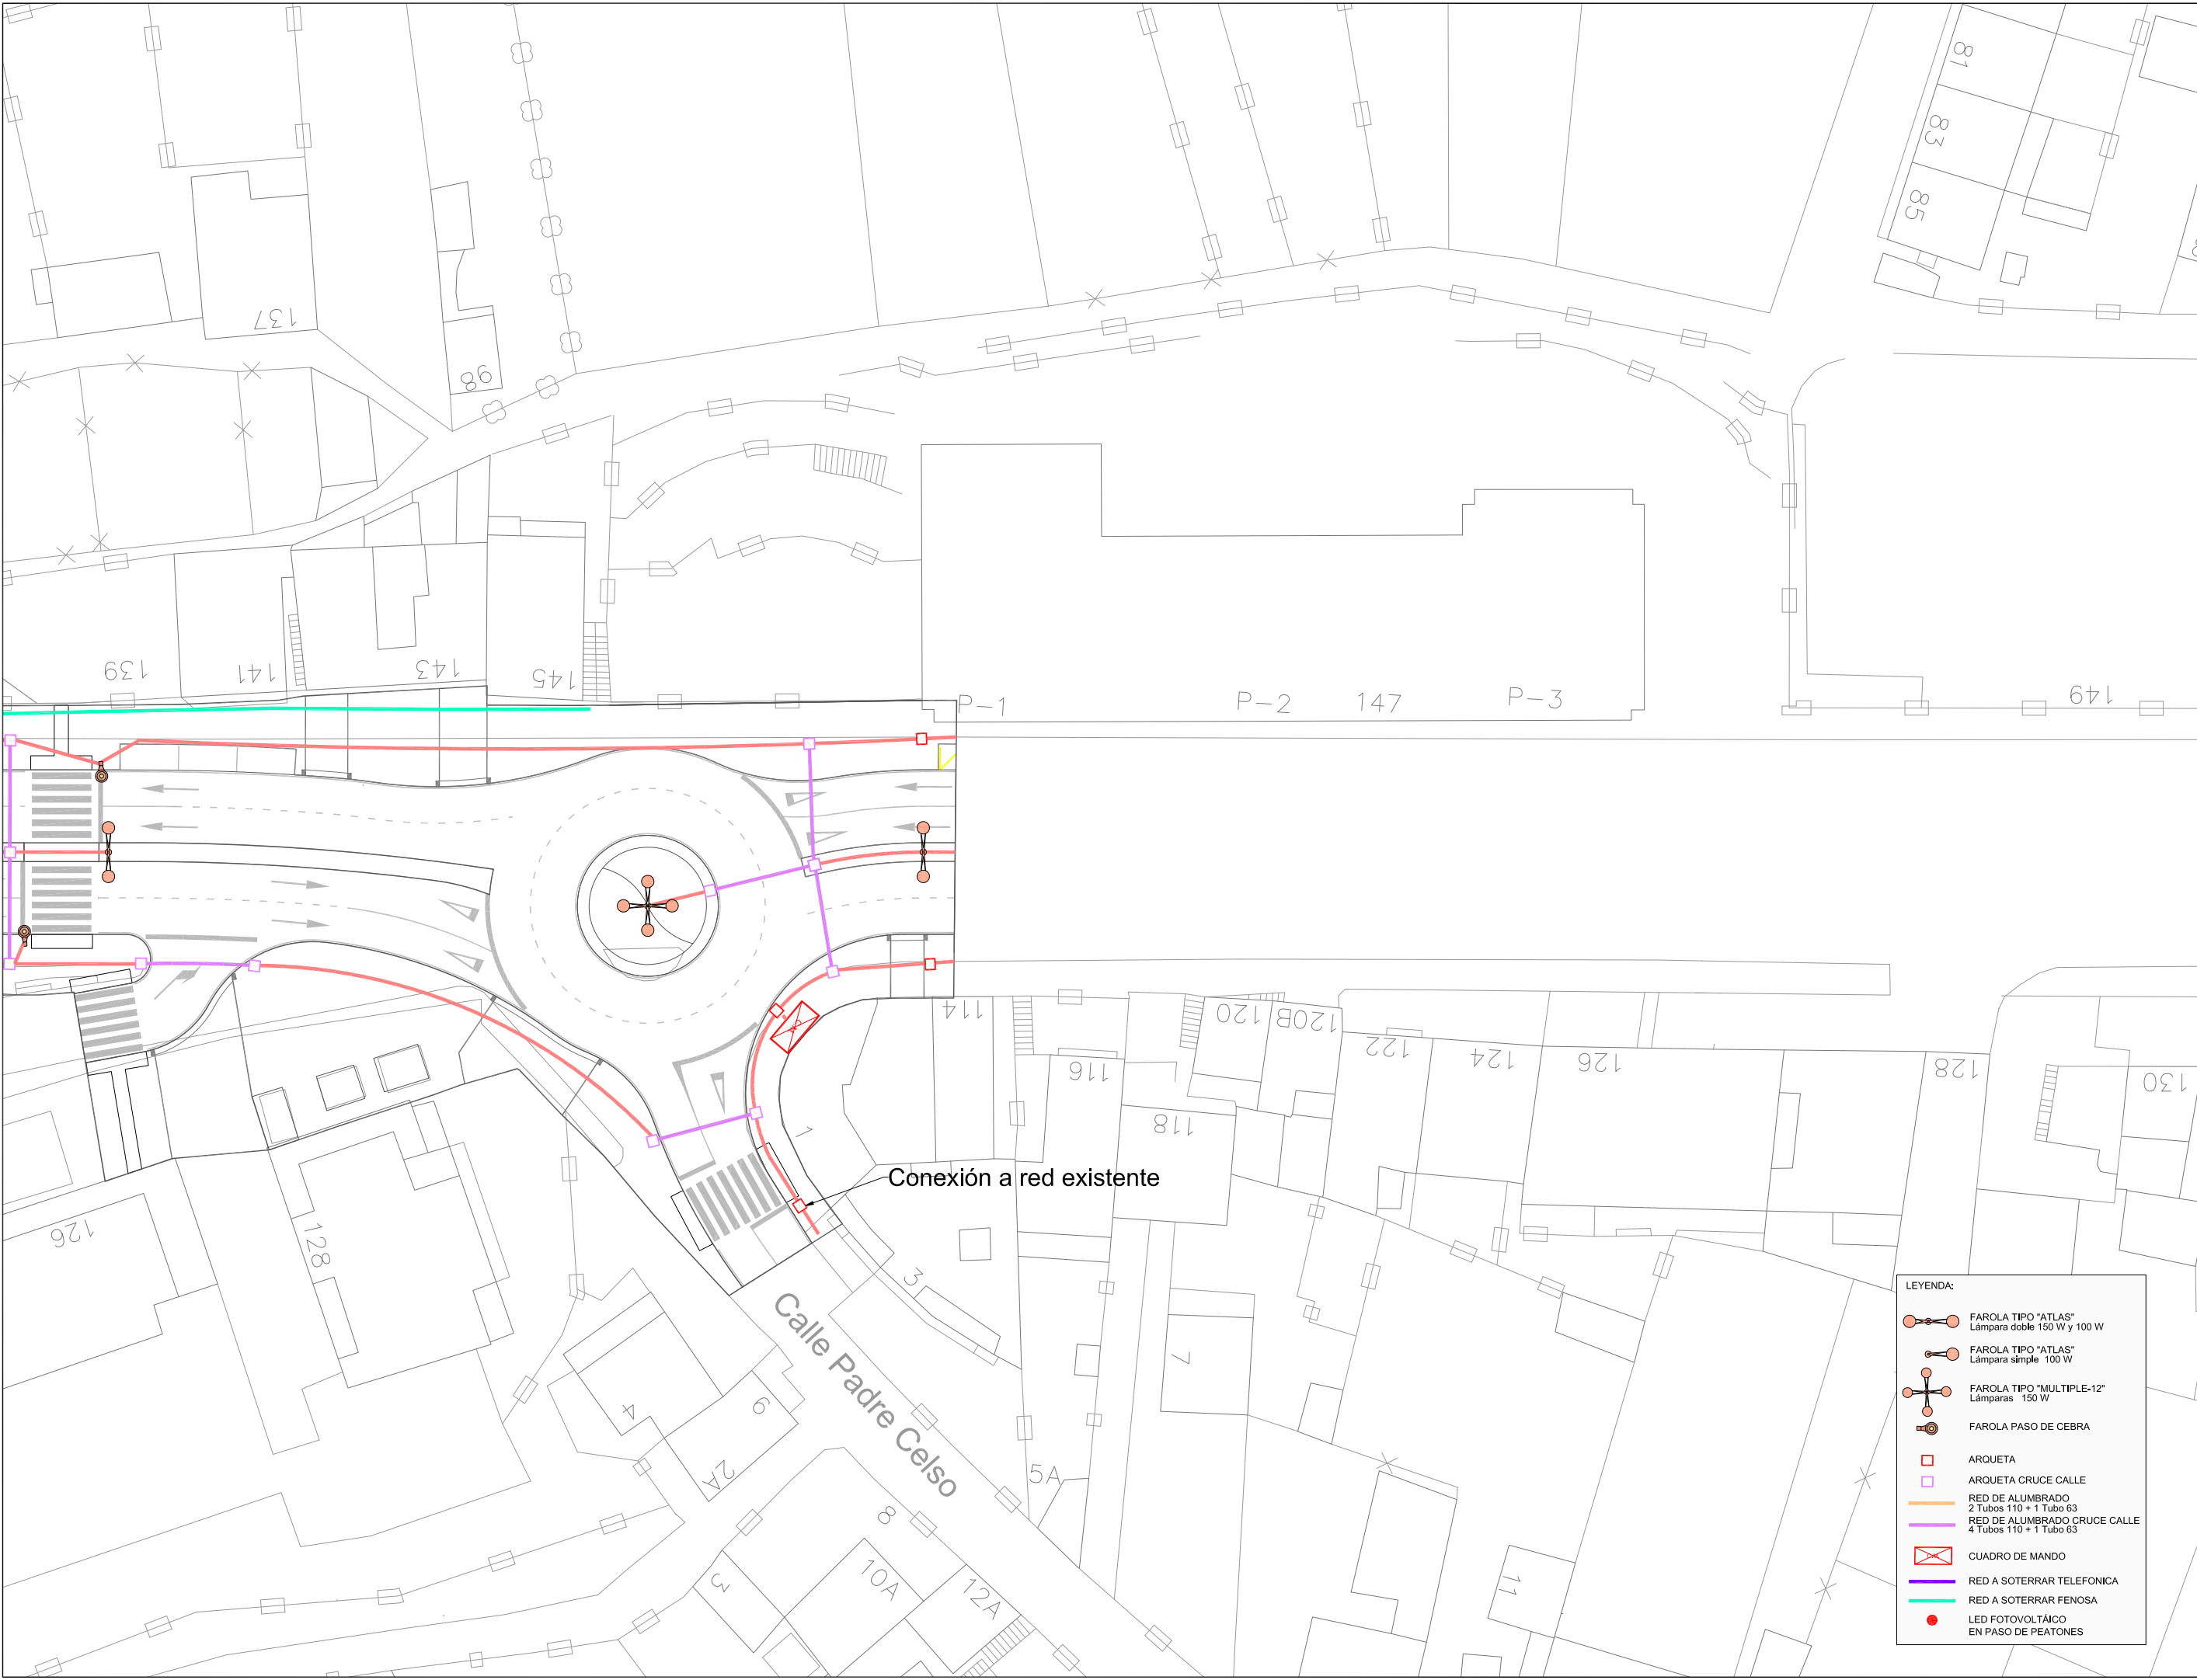 81
83
85
137
98
139
141
143
145
P-1
P-2
147
P-3
149
114
116
118
120
120B
122
124
126
128
130
1
Conexión a red existente
126
128
3
7
4
6
2A
Calle Padre Celso
5A
8
3
10A
12A
11
LEYENDA:
FAROLA TIPO "ATLAS"
Lámpara doble 150 W y 100 W
FAROLA TIPO "ATLAS"
Lámpara simple 100 W
FAROLA TIPO "MULTIPLE-12"
Lámparas 150 W
FAROLA PASO DE CEBRA
ARQUETA
ARQUETA CRUCE CALLE
RED DE ALUMBRADO
2 Tubos 110 + 1 Tubo 63
RED DE ALUMBRADO CRUCE CALLE
4 Tubos 110 + 1 Tubo 63
CUADRO DE MANDO
RED A SOTERRAR TELEFONICA
RED A SOTERRAR FENOSA
LED FOTOVOLTÁICO
EN PASO DE PEATONES